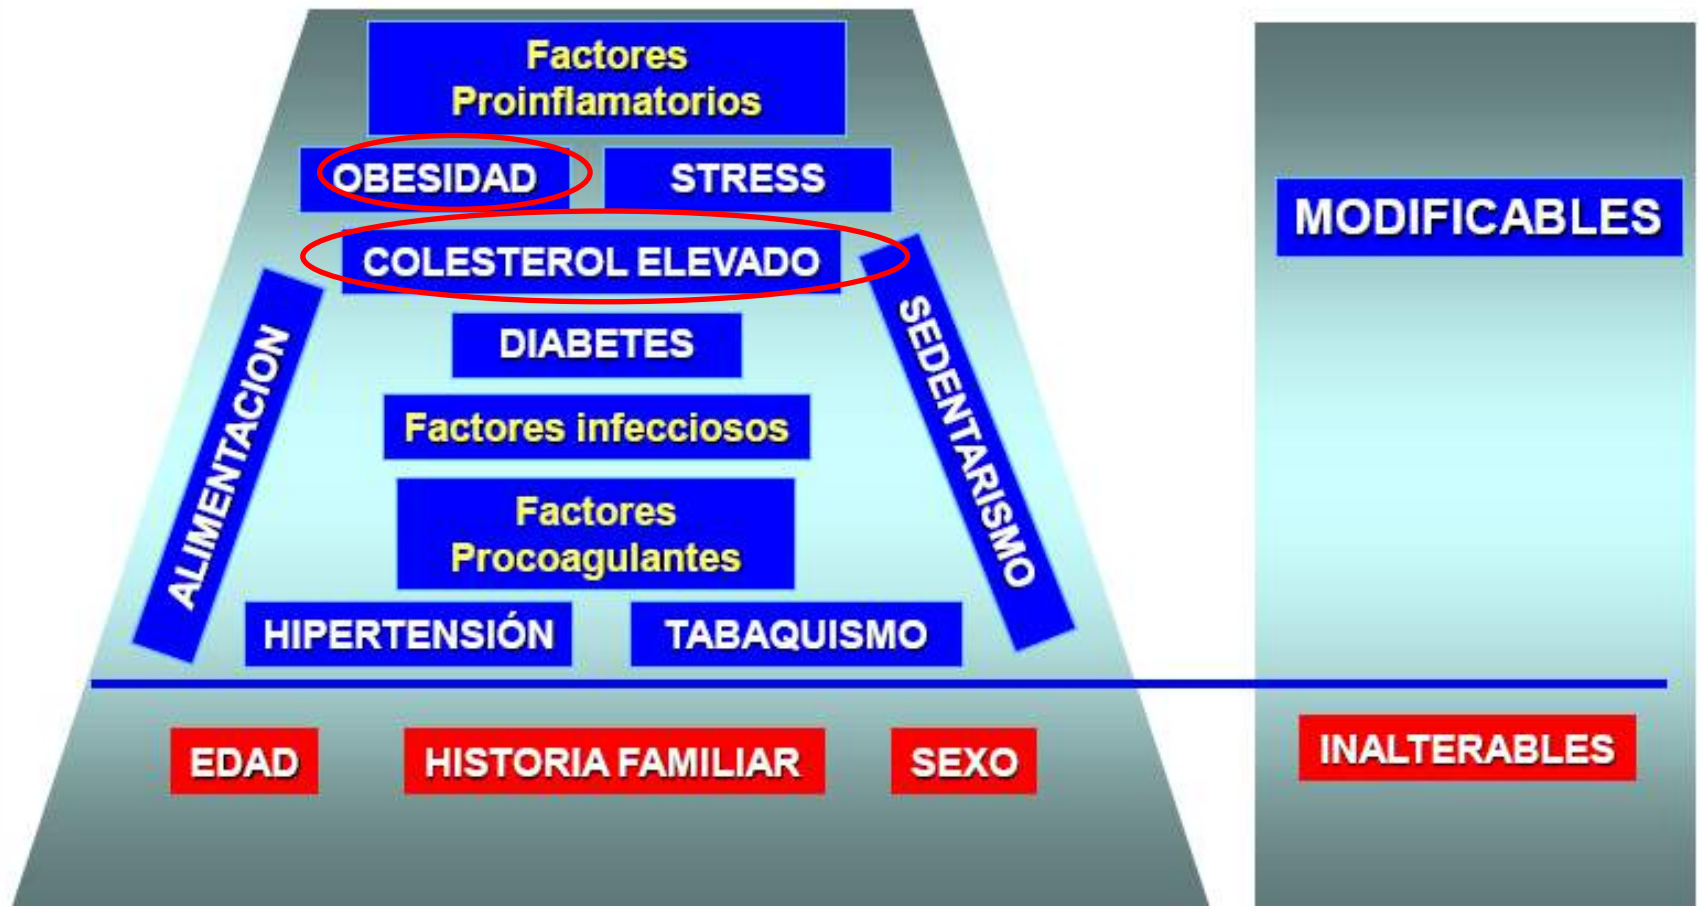 Factores
Proinflamatorios
OBESIDAD
STRESS
COLESTEROL ELEVADO
MODIFICABLES
ALIMENTACION
DIABETES
SEDENTARISMO
Factores infecciosos
Factores
Procoagulantes
HIPERTENSIÓN
TABAQUISMO
EDAD
HISTORIA FAMILIAR
SEXO
INALTERABLES